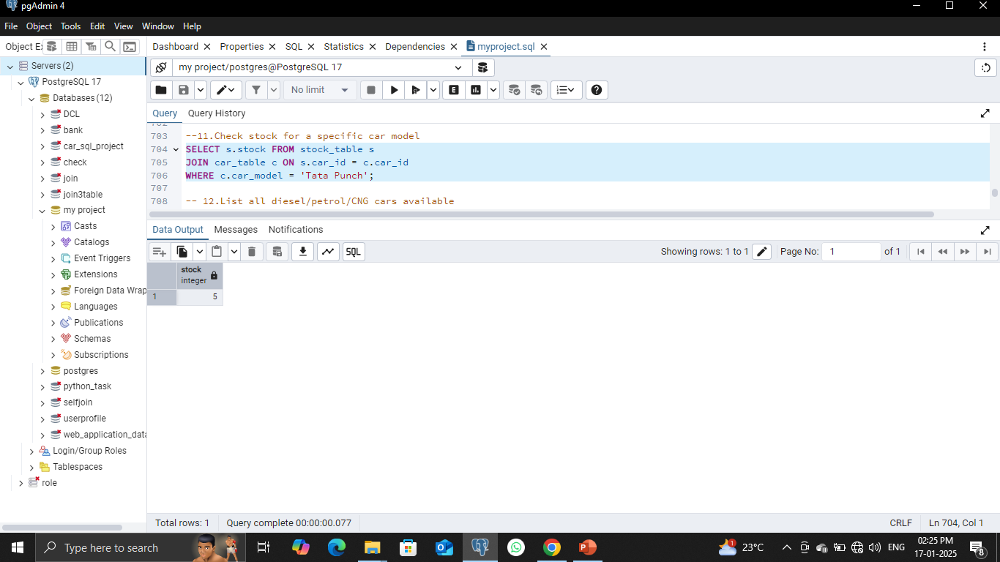 pgAdmin 4
File Object Tools Edit View Window Help
Object Ex
Dashboard Properties SQL Statistics Dependencies myproject.sql
Servers (2)
PostgreSQL 17
Databases (12)
DCL
bank
car_sql_project
check
join
join3table
my project
Casts
Catalogs
Event Triggers
Extensions
Foreign Data Wrap
Languages
Publications
Schemas
Subscriptions
postgres
python_task
selfjoin
userprofile
web_application_data
Login/Group Roles
Tablespaces
role
my project/postgres@PostgreSQL 17
No limit
E
Query Query History
702
703 --11.Check stock for a specific car model
704 SELECT s.stock FROM stock_table s
705 JOIN car_table c ON s.car_id = c.car_id
706 WHERE c.car_model = 'Tata Punch';
707
708 -- 12.List all diesel/petrol/CNG cars available
Data Output Messages Notifications
SQL
Showing rows: 1 to 1
Page No: 1 of 1
stock
integer
1 5
Total rows: 1 Query complete 00:00:00.077 CRLF Ln 704, Col 1
Type here to search
1
23°C
ENG
02:25 PM
17-01-2025
8